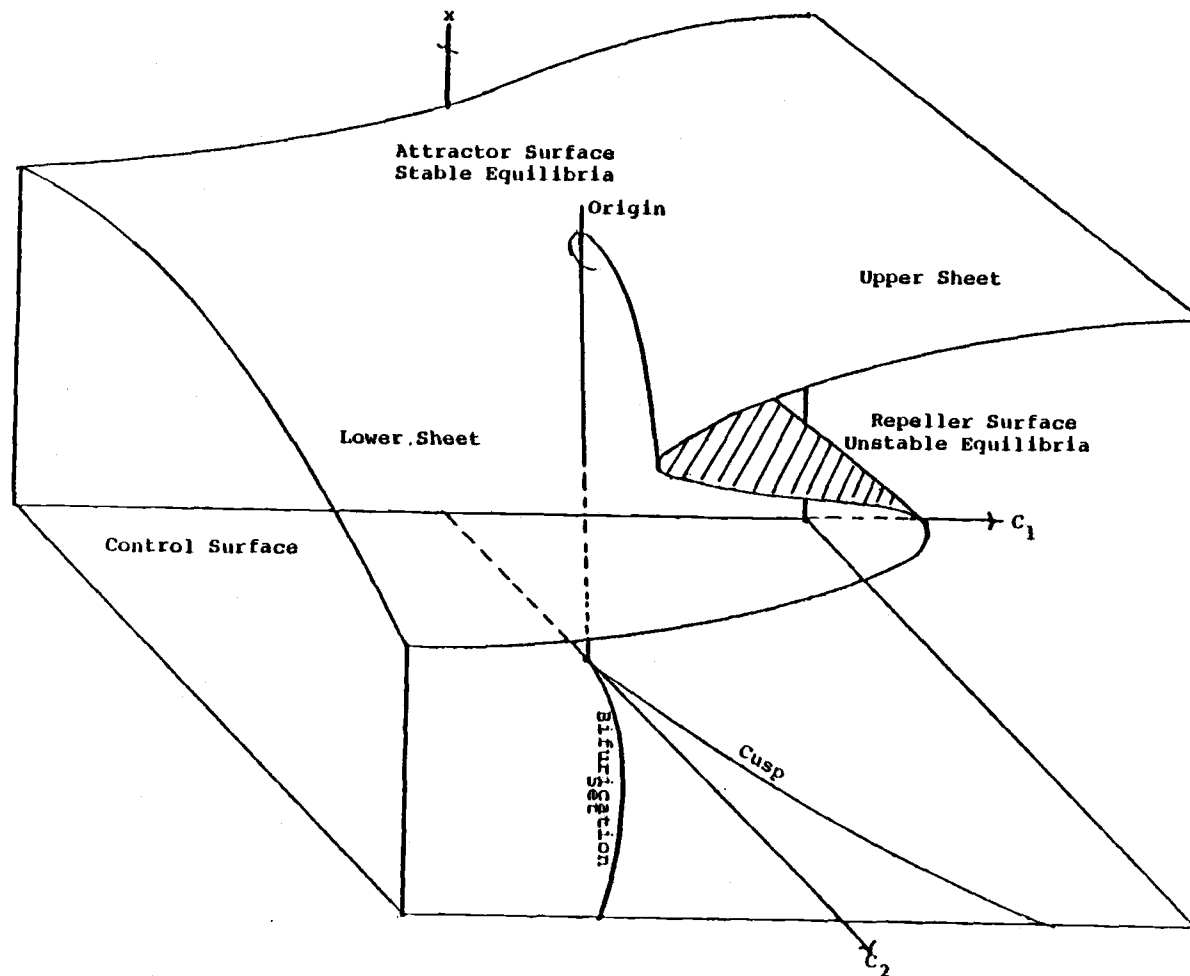 x
Attractor Surface
Stable Equilibria
Origin
Upper Sheet
Repeller Surface
Unstable Equilibria
Lower Sheet
C1
Control Surface
Bifurication
Set
Cusp
C2